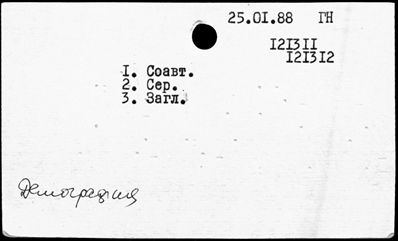 25.01.88 ГН
121311
121312
1. Соавт.
2. Сер.
3. Загл.
Демография